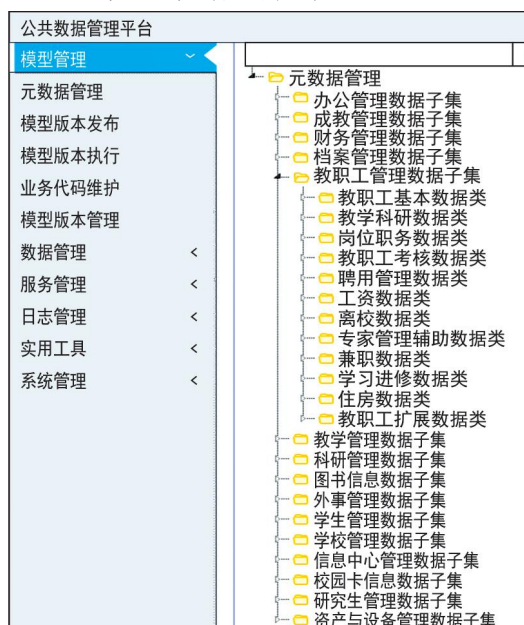 公共数据管理平台
模型管理
元数据管理
模型版本发布
模型版本执行
业务代码维护
模型版本管理
数据管理
服务管理
日志管理
实用工具
系统管理
元数据管理
办公管理数据子集
成教管理数据子集
财务管理数据子集
档案管理数据子集
教职工管理数据子集
教职工基本数据类
教学科研数据类
岗位职务数据类
教职工考核数据类
聘用管理数据类
工资数据类
离校数据类
专家管理辅助数据类
兼职数据类
学习进修数据类
住房数据类
教职工扩展数据类
教学管理数据子集
科研管理数据子集
图书信息数据子集
外事管理数据子集
学生管理数据子集
学校管理数据子集
信息中心管理数据子集
校园卡信息数据子集
研究生管理数据子集
资产与设备管理数据子集